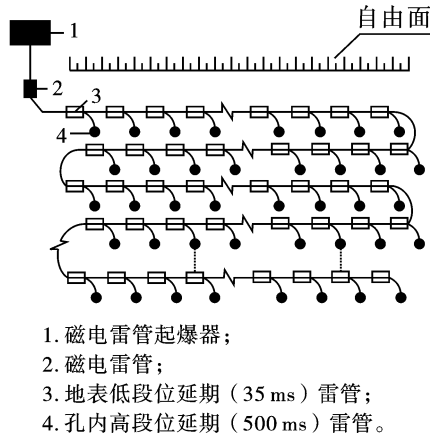 自由面
1
2
3
4
1.磁电雷管起爆器；
2.磁电雷管；
3.地表低段位延期（35 ms）雷管；
4.孔内高段位延期（500 ms）雷管。